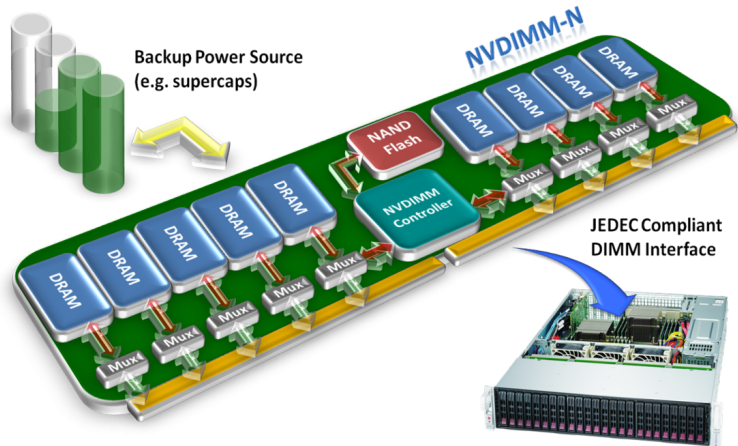 Backup Power Source
(e.g. supercaps)
NVDIMM-N
DRAM
DRAM
DRAM
DRAM
Mux
Mux
Mux
Mux
NAND
Flash
NVDIMM
Controller
DRAM
DRAM
DRAM
DRAM
DRAM
Mux
Mux
Mux
Mux
Mux
JEDEC Compliant
DIMM Interface